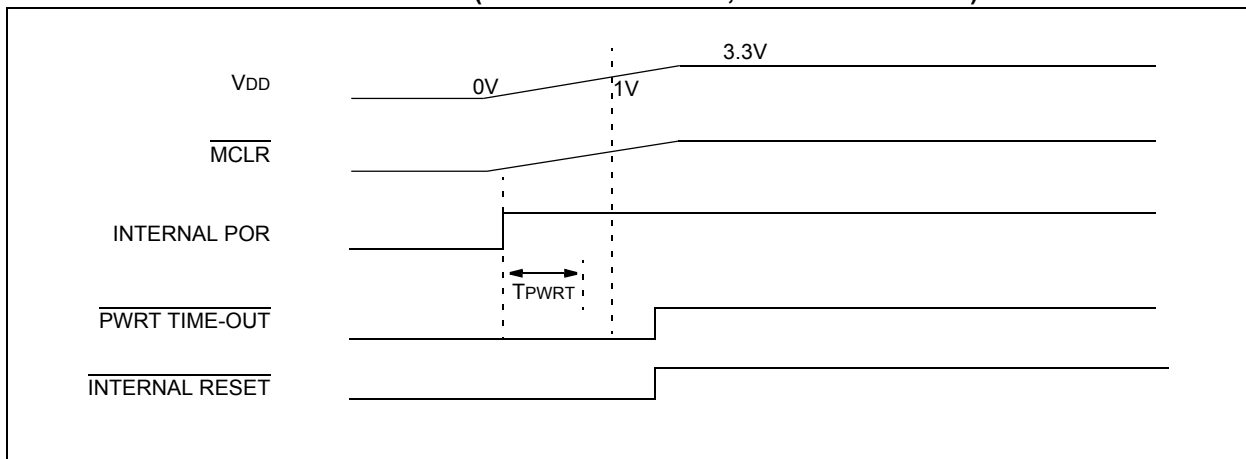 VDD
0V
1V
3.3V
MCLR
INTERNAL POR
TPWRT
PWRT TIME-OUT
INTERNAL RESET